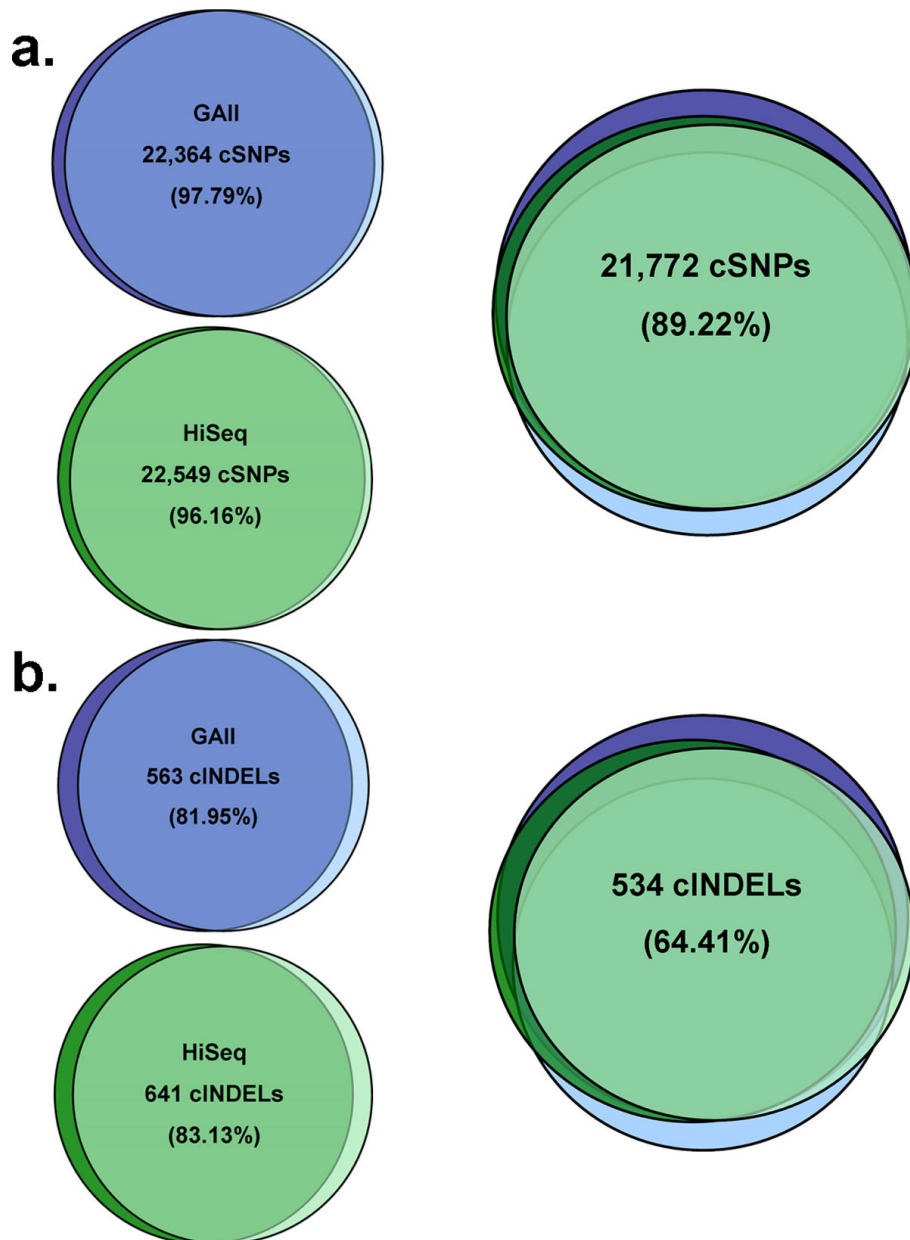 a.
GAII
22,364 cSNPs
(97.79%)
21,772 cSNPs
(89.22%)
HiSeq
22,549 cSNPs
(96.16%)
b.
GAII
563 cINDELs
(81.95%)
534 cINDELs
(64.41%)
HiSeq
641 cINDELs
(83.13%)